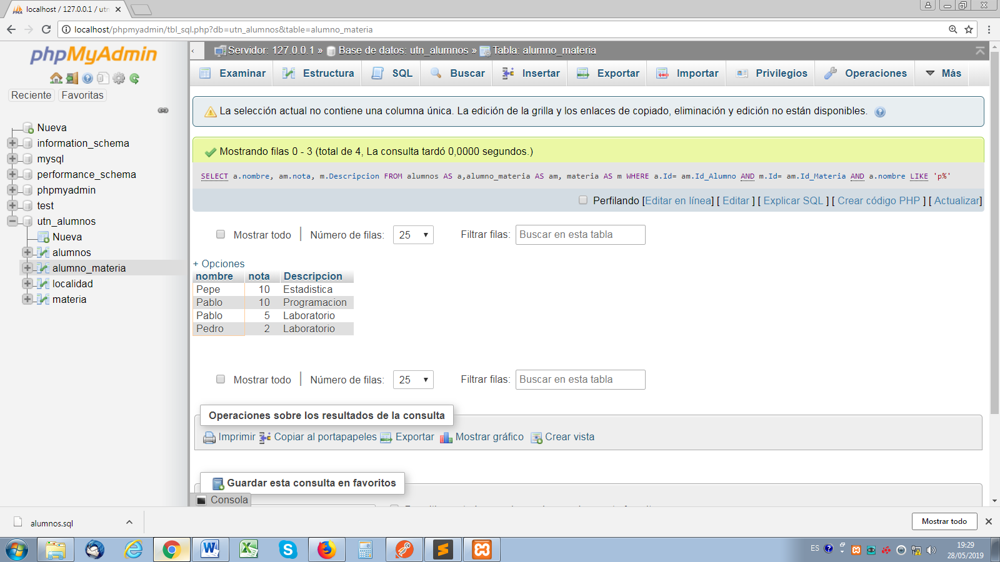 localhost / 127.0.0.1 / utn
localhost/phpmyadmin/tbl_sql.php?db=utn_alumnos&table=alumno_materia
phpMyAdmin
Reciente
Favoritas
Nueva
information_schema
mysql
performance_schema
phpmyadmin
test
utn_alumnos
Nueva
alumnos
alumno_materia
localidad
materia
Servidor: 127.0.0.1 » Base de datos: utn_alumnos » Tabla: alumno_materia
Examinar Estructura SQL Buscar Insertar Exportar Importar Privilegios Operaciones Más
La selección actual no contiene una columna única. La edición de la grilla y los enlaces de copiado, eliminación y edición no están disponibles.
Mostrando filas 0 - 3 (total de 4, La consulta tardó 0,0000 segundos.)
SELECT a.nombre, am.nota, m.Descripcion FROM alumnos AS a,alumno_materia AS am, materia AS m WHERE a.Id= am.Id_Alumno AND m.Id= am.Id_Materia AND a.nombre LIKE 'p%'
Perfilando [Editar en línea] [ Editar ] [ Explicar SQL ] [ Crear código PHP ] [ Actualizar]
Mostrar todo | Número de filas: 25 Filtrar filas: Buscar en esta tabla
+ Opciones
nombre nota Descripcion
Pepe 10 Estadistica
Pablo 10 Programacion
Pablo 5 Laboratorio
Pedro 2 Laboratorio
Mostrar todo | Número de filas: 25 Filtrar filas: Buscar en esta tabla
Operaciones sobre los resultados de la consulta
Imprimir Copiar al portapapeles Exportar Mostrar gráfico Crear vista
Guardar esta consulta en favoritos
Consola
alumnos.sql
Mostrar todo
ES
19:29
28/05/2019